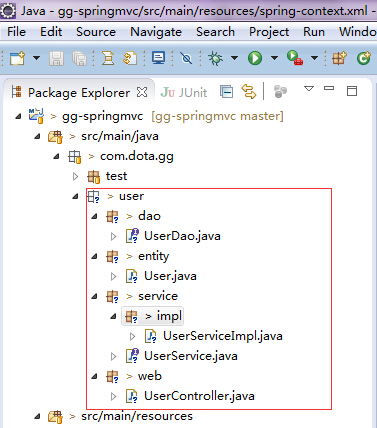 Java - gg-springmvc/src/main/resources/spring-context.xml -
File Edit Source Navigate Search Project Run Window
Package Explorer JUnit
> gg-springmvc [gg-springmvc master]
> src/main/java
> com.dota.gg
test
> user
> dao
UserDao.java
> entity
User.java
> service
> impl
UserServiceImpl.java
UserService.java
> web
UserController.java
> src/main/resources